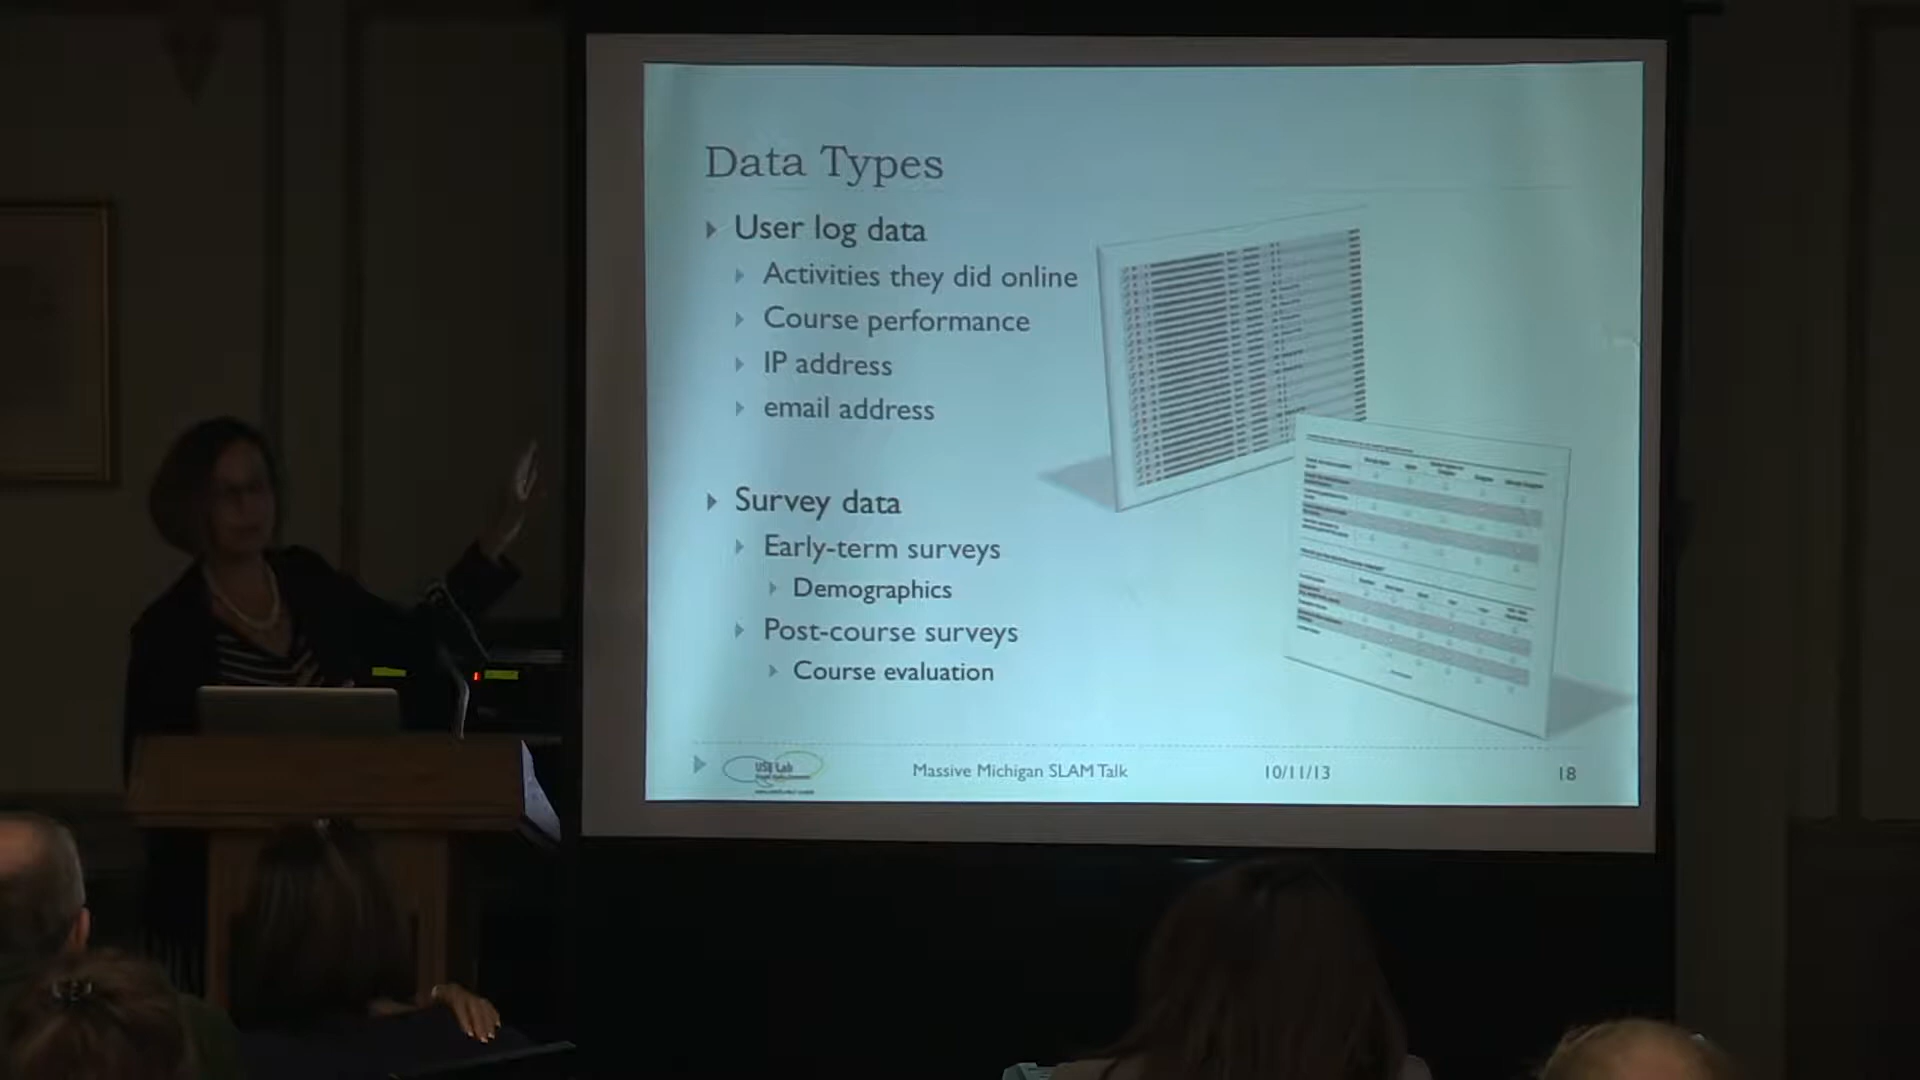 Data Types
User log data
Activities they did online
Course performance
IP address
email address
Survey data
Early-term surveys
Demographics
Post-course surveys
Course evaluation
USE Lab
Massive Michigan SLAM Talk
10/11/13
18